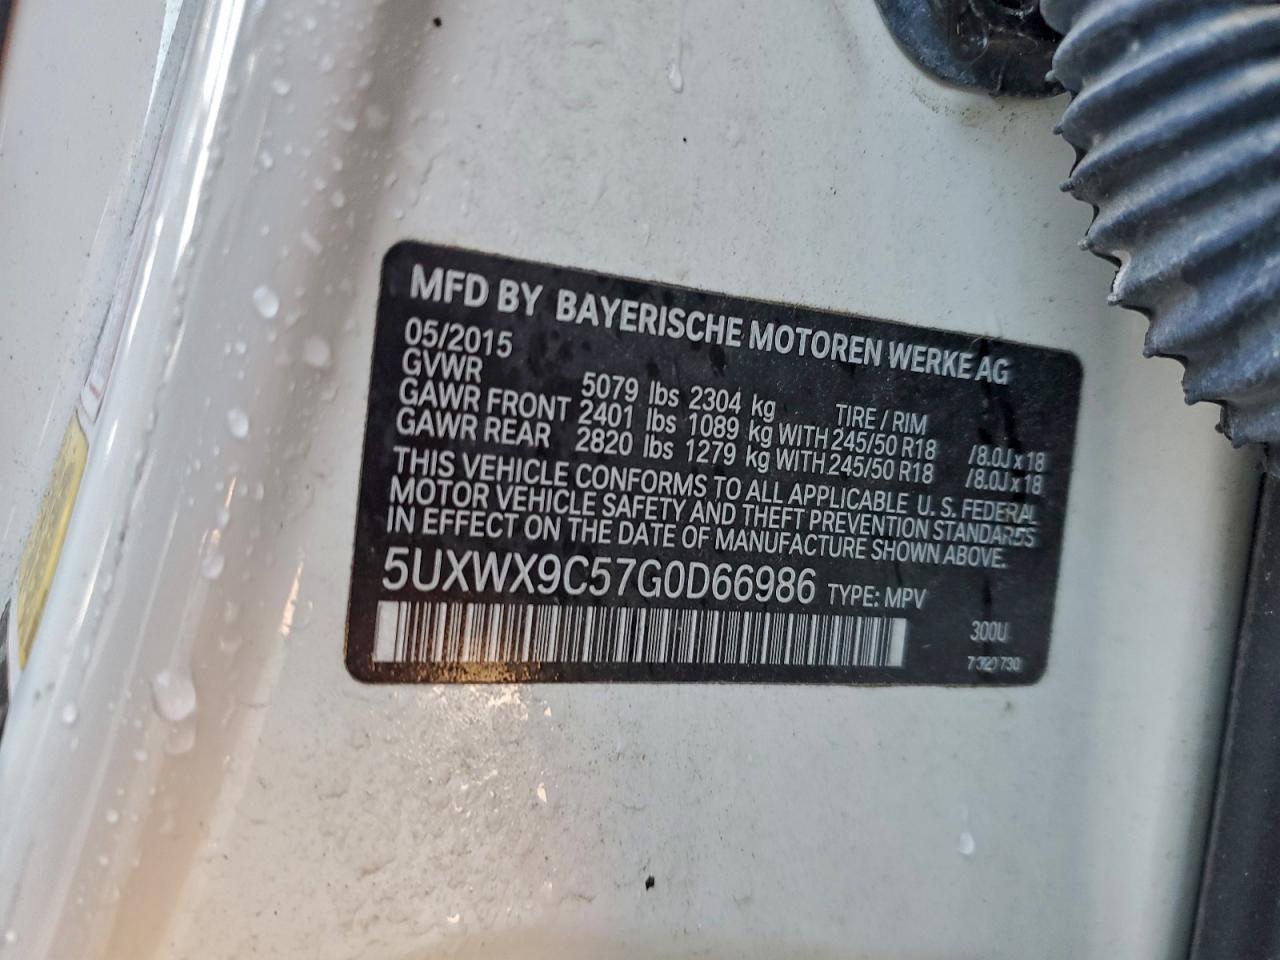 MFD BY BAYERISCHE MOTOREN WERKE AG
05/2015
GVWR 5079 lbs 2304 kg TIRE / RIM
GAWR FRONT 2401 lbs 1089 kg WITH 245/50 R18 /8.0J x 18
GAWR REAR 2820 lbs 1279 kg WITH 245/50 R18 /8.0J x 18
THIS VEHICLE CONFORMS TO ALL APPLICABLE U. S. FEDERAL
MOTOR VEHICLE SAFETY AND THEFT PREVENTION STANDARDS
IN EFFECT ON THE DATE OF MANUFACTURE SHOWN ABOVE.
5UXWX9C57G0D66986 TYPE: MPV
300U